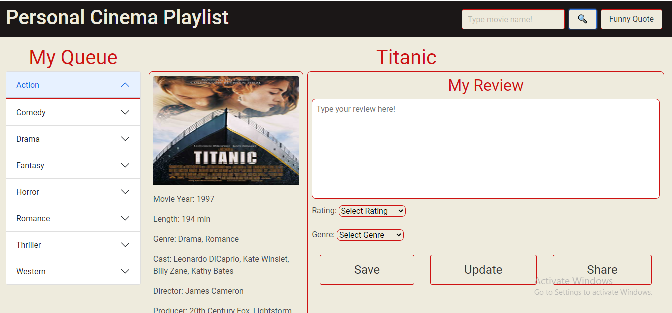 Personal Cinema Playlist
Type movie name!
Funny Quote
My Queue
Titanic
Action
Comedy
Drama
Fantasy
Horror
Romance
Thriller
Western
TITANIC
Movie Year: 1997
Length: 194 min
Genre: Drama, Romance
Cast: Leonardo DiCaprio, Kate Winslet,
Billy Zane, Kathy Bates
Director: James Cameron
Producer: 20th Century Fox, Lightstorm
My Review
Type your review here!
Rating: Select Rating
Genre: Select Genre
Save
Update
Share
Activate Windows
Go to Settings to activate Windows.